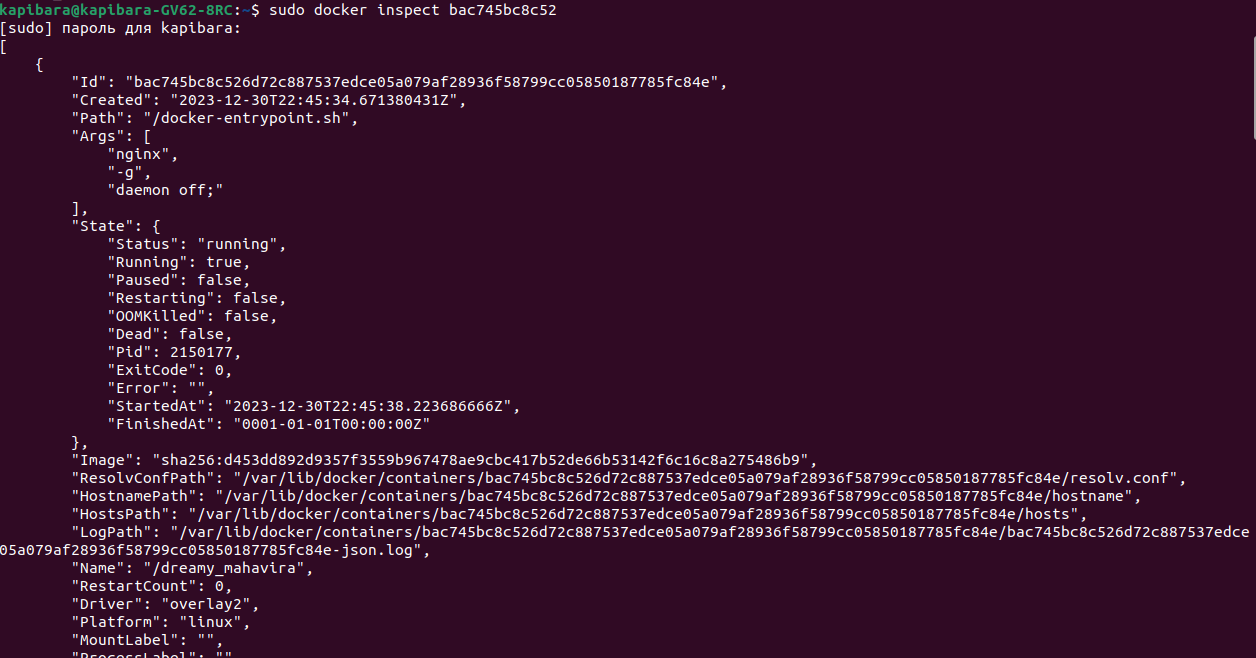 kapibara@kapibara-GV62-8RC:~$ sudo docker inspect bac745bc8c52
[sudo] пароль для kapibara:
[
    {
        "Id": "bac745bc8c526d72c887537edce05a079af28936f58799cc05850187785fc84e",
        "Created": "2023-12-30T22:45:34.671380431Z",
        "Path": "/docker-entrypoint.sh",
        "Args": [
            "nginx",
            "-g",
            "daemon off;"
        ],
        "State": {
            "Status": "running",
            "Running": true,
            "Paused": false,
            "Restarting": false,
            "OOMKilled": false,
            "Dead": false,
            "Pid": 2150177,
            "ExitCode": 0,
            "Error": "",
            "StartedAt": "2023-12-30T22:45:38.223686666Z",
            "FinishedAt": "0001-01-01T00:00:00Z"
        },
        "Image": "sha256:d453dd892d9357f3559b967478ae9cbc417b52de66b53142f6c16c8a275486b9",
        "ResolvConfPath": "/var/lib/docker/containers/bac745bc8c526d72c887537edce05a079af28936f58799cc05850187785fc84e/resolv.conf",
        "HostnamePath": "/var/lib/docker/containers/bac745bc8c526d72c887537edce05a079af28936f58799cc05850187785fc84e/hostname",
        "HostsPath": "/var/lib/docker/containers/bac745bc8c526d72c887537edce05a079af28936f58799cc05850187785fc84e/hosts",
        "LogPath": "/var/lib/docker/containers/bac745bc8c526d72c887537edce05a079af28936f58799cc05850187785fc84e/bac745bc8c526d72c887537edce
05a079af28936f58799cc05850187785fc84e-json.log",
        "Name": "/dreamy_mahavira",
        "RestartCount": 0,
        "Driver": "overlay2",
        "Platform": "linux",
        "MountLabel": "",
        "ProcessLabel": ""